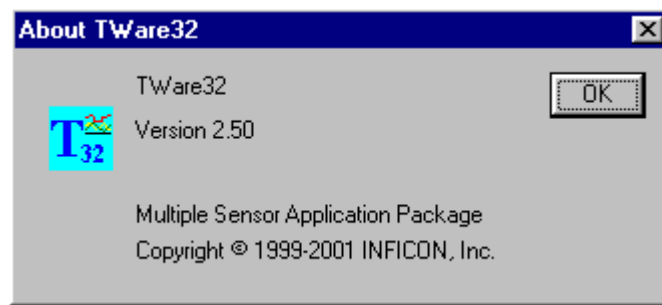 About TWare32
TWare32
OK
Version 2.50
T32
Multiple Sensor Application Package
Copyright © 1999-2001 INFICON, Inc.